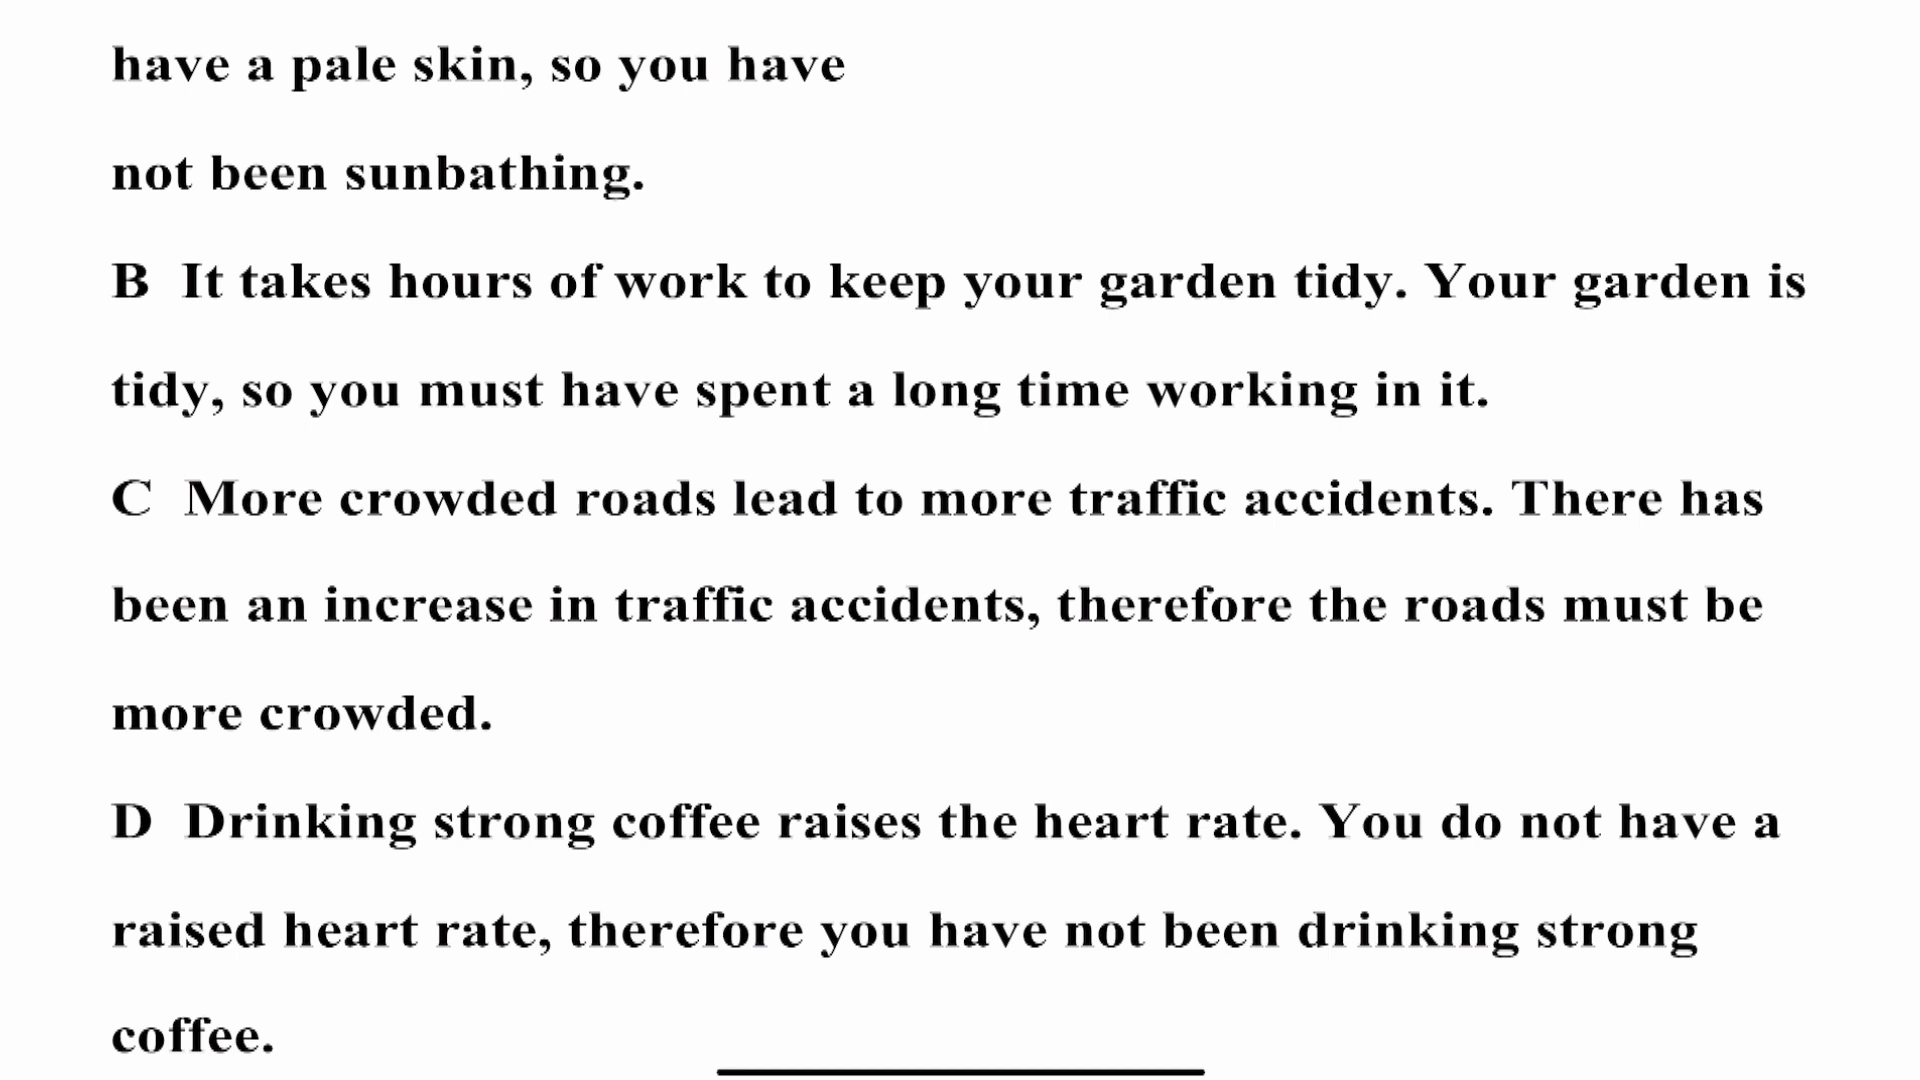 have a pale skin, so you have
not been sunbathing.
B It takes hours of work to keep your garden tidy. Your garden is
tidy, so you must have spent a long time working in it.
C More crowded roads lead to more traffic accidents. There has
been an increase in traffic accidents, therefore the roads must be
more crowded.
D Drinking strong coffee raises the heart rate. You do not have a
raised heart rate, therefore you have not been drinking strong
coffee.